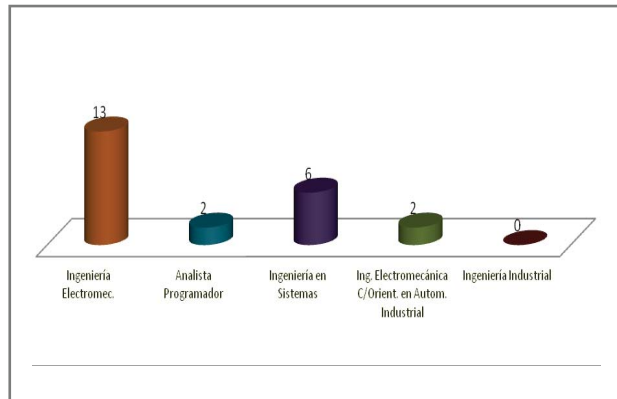 13
2
6
2
0
Ingeniería
Electromec.
Analista
Programador
Ingeniería en
Sistemas
Ing. Electromecánica
C/Orient. en Autom.
Industrial
Ingeniería Industrial